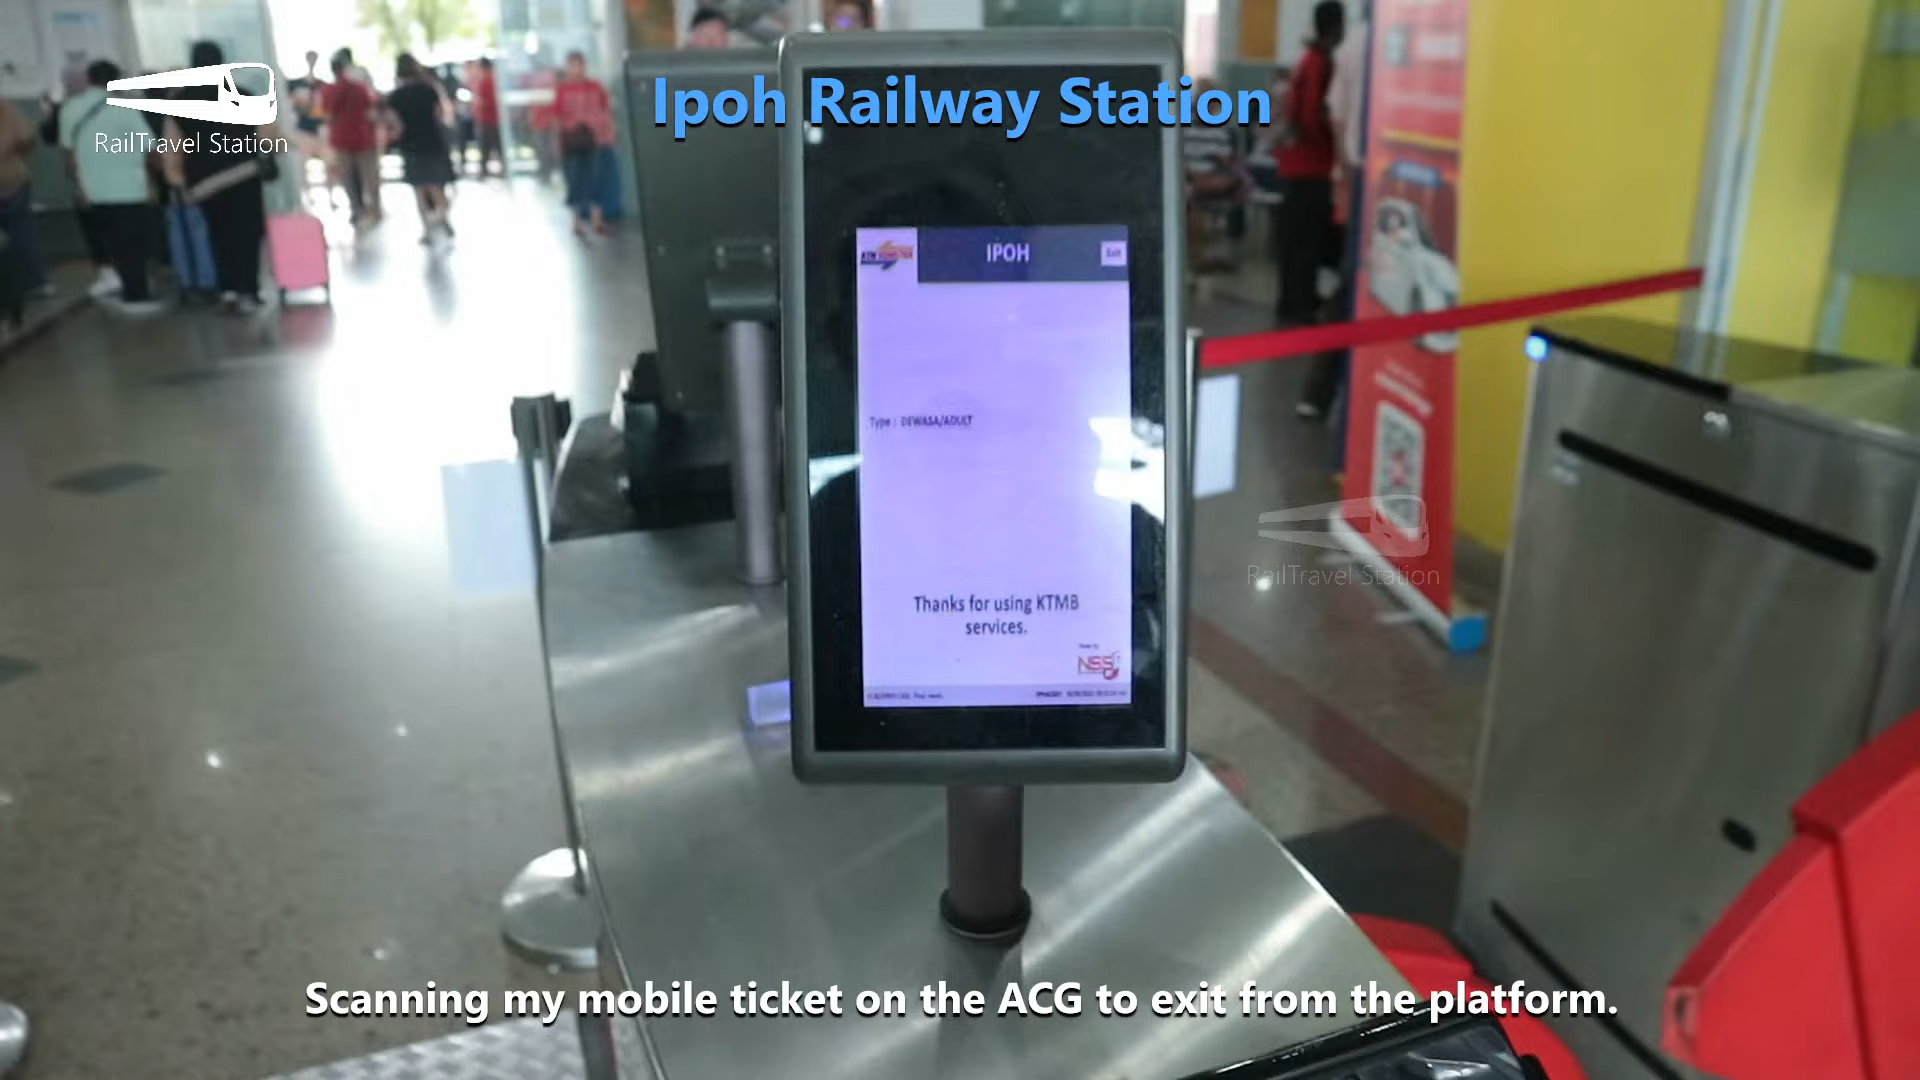 Ipoh Railway Station
RailTravel Station
IPOH
Exit
Type : DEWASA/ADULT
Thanks for using KTMB
services.
NSS
RailTravel Station
Scanning my mobile ticket on the ACG to exit from the platform.